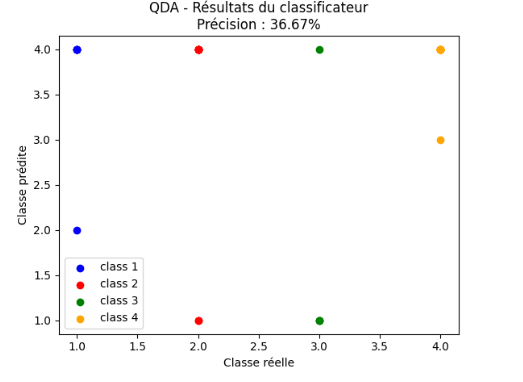 QDA - Résultats du classificateur
Précision : 36.67%
4.0
3.5
3.0
2.5
2.0
1.5
1.0
Classe prédite
class 1
class 2
class 3
class 4
1.0 1.5 2.0 2.5 3.0 3.5 4.0
Classe réelle